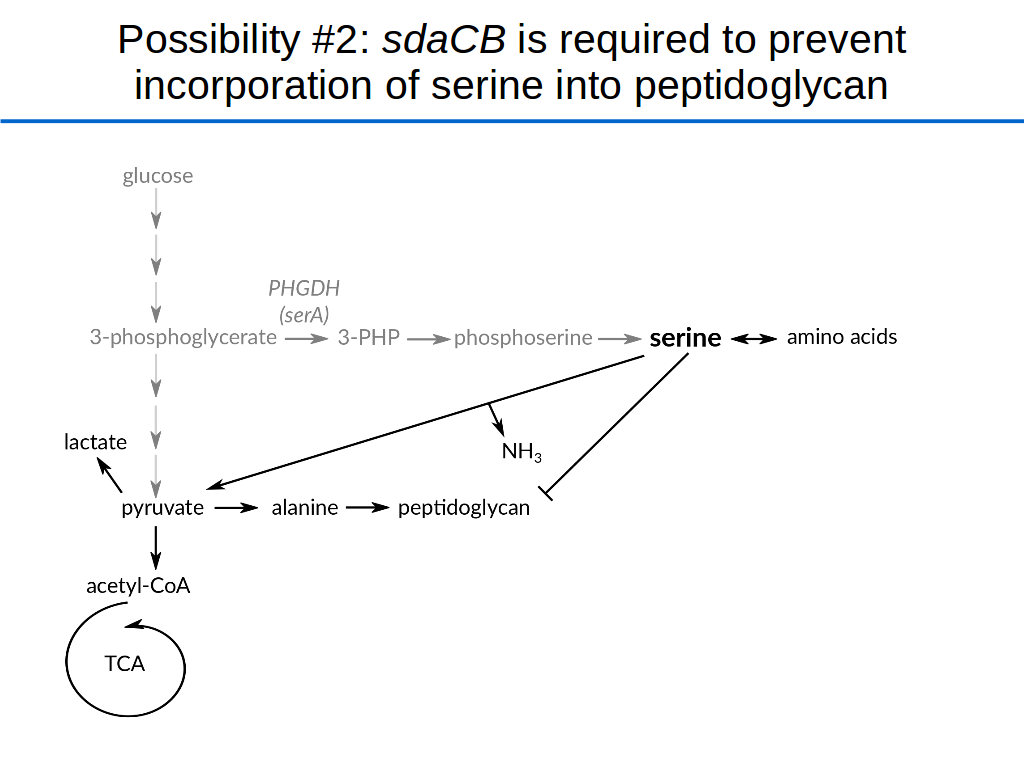 Possibility #2: sdaCB is required to prevent
incorporation of serine into peptidoglycan
glucose
PHGDH
(serA)
3-phosphoglycerate 3-PHP phosphoserine serine amino acids
lactate
NH₃
pyruvate alanine peptidoglycan
acetyl-CoA
TCA